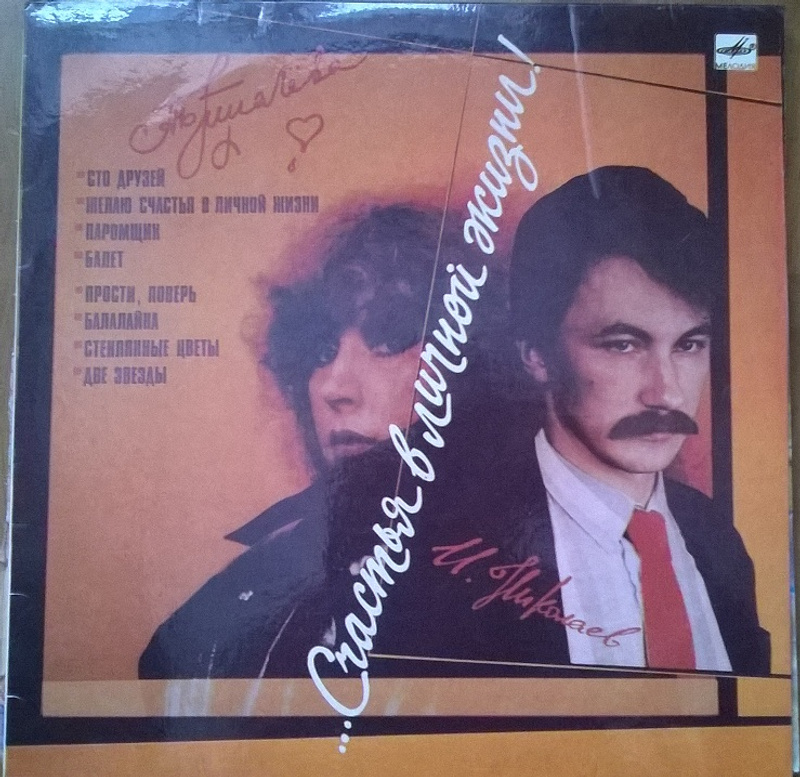 МЕЛОДИЯ
А Пугачёва
СТО ДРУЗЕЙ
ЖЕЛАЮ СЧАСТЬЯ В ЛИЧНОЙ ЖИЗНИ
ПАРОМЩИК
БАЛЕТ
ПРОСТИ, ПОВЕРЬ
БАЛАЛАЙКА
СТЕКЛЯННЫЕ ЦВЕТЫ
ДВЕ ЗВЕЗДЫ
...Счастья в личной жизни!
И. Николаев